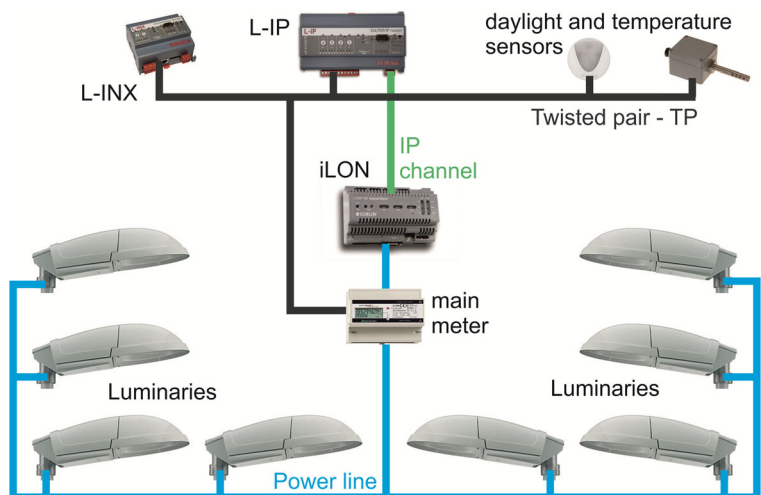 L-IP
daylight and temperature
sensors
L-INX
Twisted pair - TP
IP
channel
iLON
main
meter
Luminaries
Luminaries
Power line